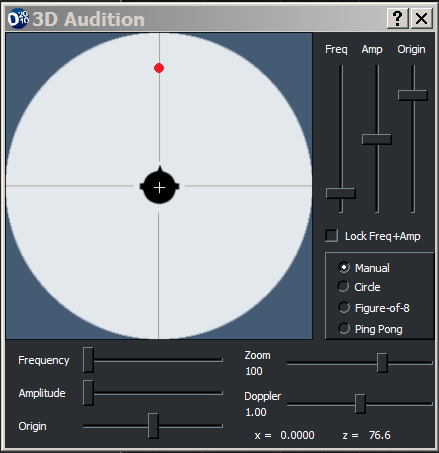 D2010 3D Audition ?
Freq Amp Origin
Lock Freq+Amp
Manual
Circle
Figure-of-8
Ping Pong
Frequency
Amplitude
Origin
Zoom
100
Doppler
1.00
x = 0.0000 z = 76.6